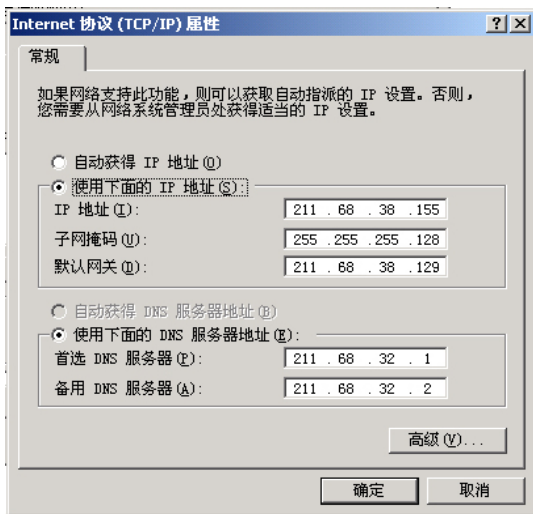 Internet 协议 (TCP/IP) 属性
常规
如果网络支持此功能，则可以获取自动指派的 IP 设置。否则，
您需要从网络系统管理员处获得适当的 IP 设置。
自动获得 IP 地址(O)
使用下面的 IP 地址(S):
IP 地址(I): 211 . 68 . 38 .155
子网掩码(U): 255 .255 .255 .128
默认网关(D): 211 . 68 . 38 .129
自动获得 DNS 服务器地址(B)
使用下面的 DNS 服务器地址(E):
首选 DNS 服务器(P): 211 . 68 . 32 . 1
备用 DNS 服务器(A): 211 . 68 . 32 . 2
高级(V)...
确定 取消